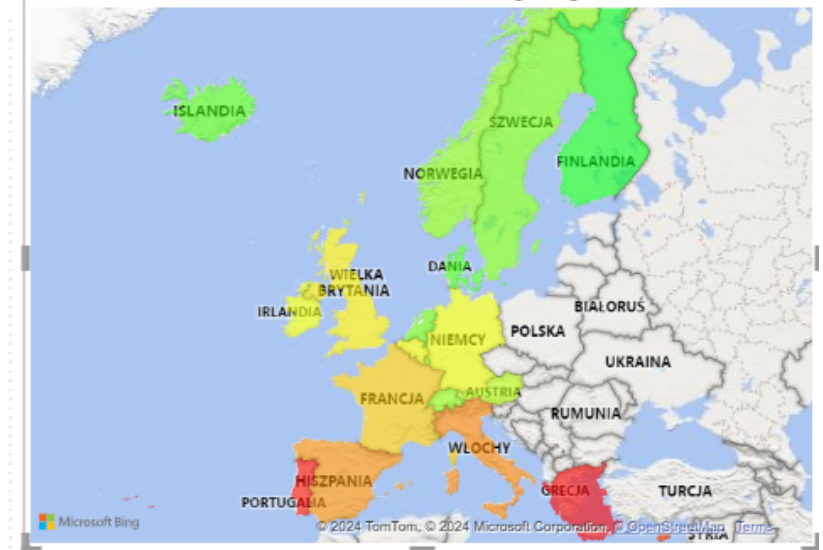 ISLANDIA
SZWECJA
FINLANDIA
NORWEGIA
DANIA
WIELKA
BRYTANIA
IRLANDIA
BIAŁORUŚ
POLSKA
NIEMCY
UKRAINA
AUSTRIA
FRANCJA
RUMUNIA
WŁOCHY
HISZPANIA
GRECJA
TURCJA
PORTUGALIA
Microsoft Bing
© 2024 TomTom, © 2024 Microsoft Corporation, © OpenStreetMap Terms
SYRIA